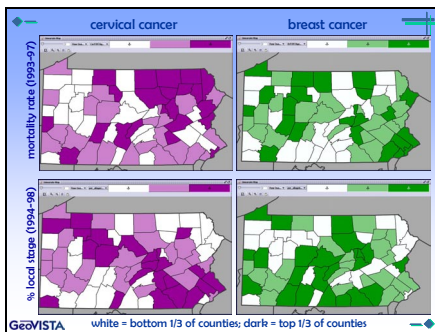 cervical cancer
breast cancer
mortality rate (1993-97)
% local stage (1994-98)
GeoVISTA
white = bottom 1/3 of counties; dark = top 1/3 of counties